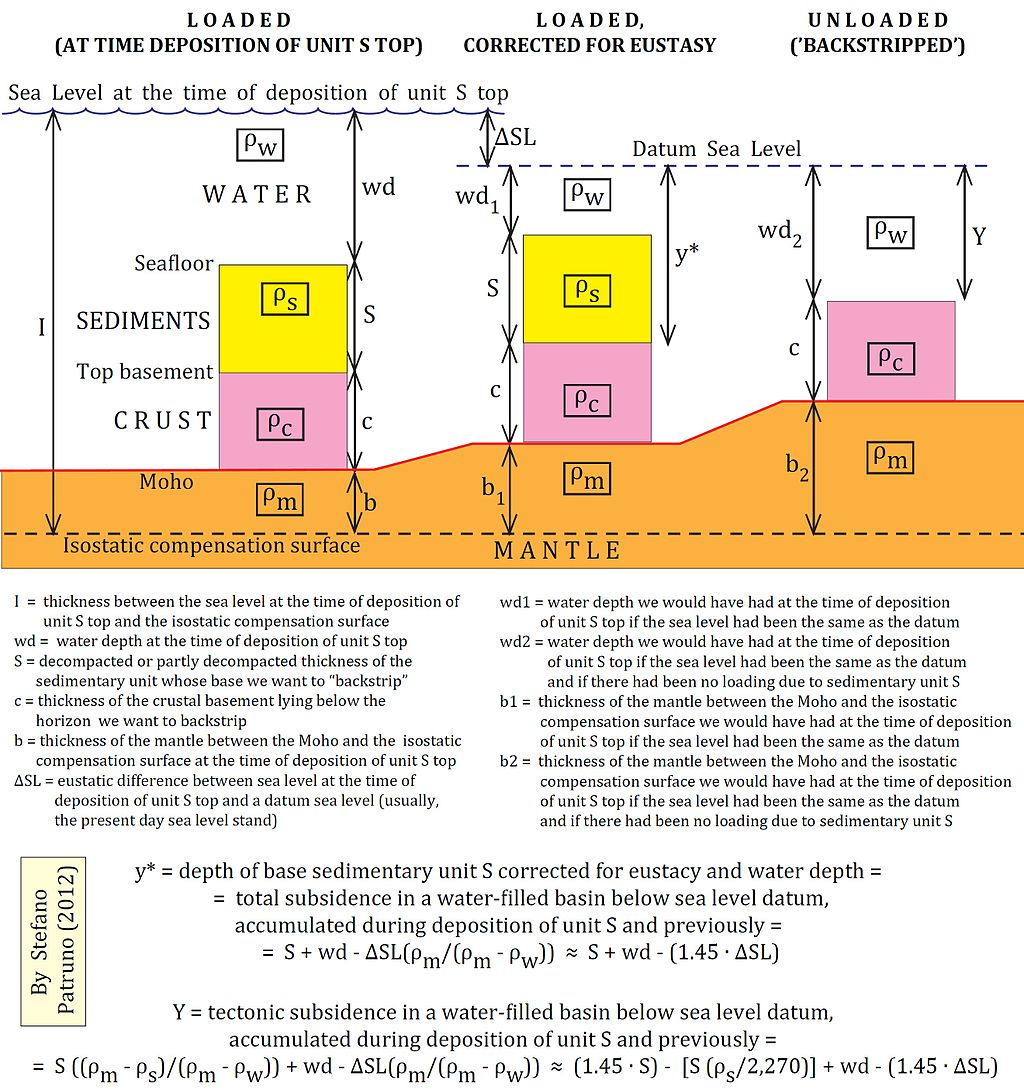 LOADED
(AT TIME DEPOSITION OF UNIT S TOP)
LOADED,
CORRECTED FOR EUSTASY
UNLOADED
('BACKSTRIPPED')
Sea Level at the time of deposition of unit S top
ρw
WATER
wd
Seafloor
ρs
SEDIMENTS
S
I
Top basement
CRUST
ρc
c
Moho
ρm
b
Isostatic compensation surface
MANTLE
ΔSL
Datum Sea Level
wd1
ρw
y*
S
ρs
c
ρc
b1
ρm
wd2
ρw
Y
c
ρc
b2
ρm
I = thickness between the sea level at the time of deposition of
unit S top and the isostatic compensation surface
wd = water depth at the time of deposition of unit S top
S = decompacted or partly decompacted thickness of the
sedimentary unit whose base we want to "backstrip"
c = thickness of the crustal basement lying below the
horizon we want to backstrip
b = thickness of the mantle between the Moho and the isostatic
compensation surface at the time of deposition of unit S top
ΔSL = eustatic difference between sea level at the time of
deposition of unit S top and a datum sea level (usually,
the present day sea level stand)
wd1 = water depth we would have had at the time of deposition
of unit S top if the sea level had been the same as the datum
wd2 = water depth we would have had at the time of deposition
of unit S top if the sea level had been the same as the datum
and if there had been no loading due to sedimentary unit S
b1 = thickness of the mantle between the Moho and the isostatic
compensation surface we would have had at the time of deposition
of unit S top if the sea level had been the same as the datum
b2 = thickness of the mantle between the Moho and the isostatic
compensation surface we would have had at the time of deposition
of unit S top if the sea level had been the same as the datum
and if there had been no loading due to sedimentary unit S
By Stefano
Patruno (2012)
y* = depth of base sedimentary unit S corrected for eustacy and water depth =
= total subsidence in a water-filled basin below sea level datum,
accumulated during deposition of unit S and previously =
= S + wd - ΔSL(ρm/(ρm - ρw)) ≈ S + wd - (1.45 · ΔSL)
Y = tectonic subsidence in a water-filled basin below sea level datum,
accumulated during deposition of unit S and previously =
= S ((ρm - ρs)/(ρm - ρw)) + wd - ΔSL(ρm/(ρm - ρw)) ≈ (1.45 · S) - [S (ρs/2,270)] + wd - (1.45 · ΔSL)